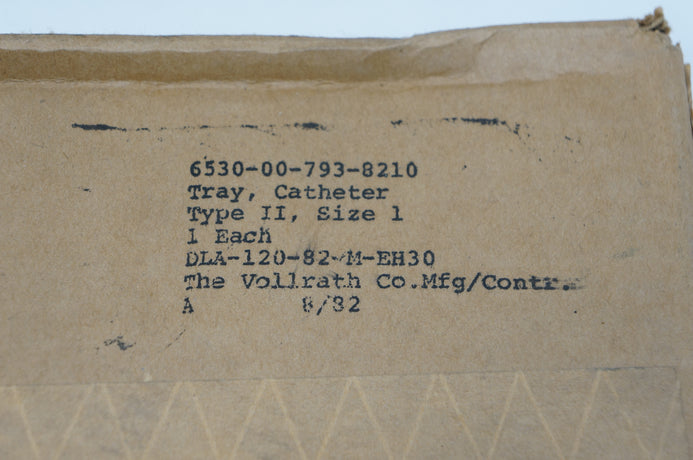 6530-00-793-8210
Tray, Catheter
Type II, Size 1
1 Each
DLA-120-82-M-EH30
The Vollrath Co.Mfg/Contr.
A 8/82